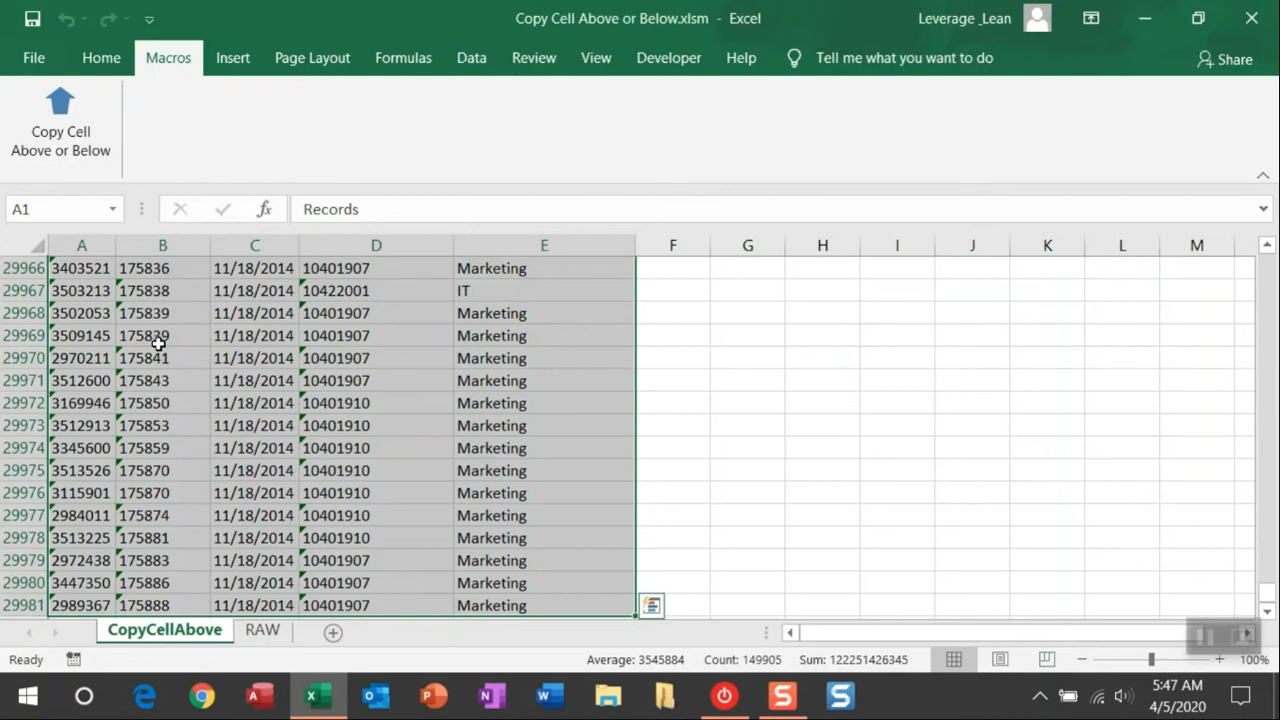 Copy Cell Above or Below.xlsm - Excel
Leverage _Lean
File Home Macros Insert Page Layout Formulas Data Review View Developer Help Tell me what you want to do Share
Copy Cell
Above or Below
A1 fx Records
A B C D E F G H I J K L M
29966 3403521 175836 11/18/2014 10401907 Marketing
29967 3503213 175838 11/18/2014 10422001 IT
29968 3502053 175839 11/18/2014 10401907 Marketing
29969 3509145 175839 11/18/2014 10401907 Marketing
29970 2970211 175841 11/18/2014 10401907 Marketing
29971 3512600 175843 11/18/2014 10401907 Marketing
29972 3169946 175850 11/18/2014 10401910 Marketing
29973 3512913 175853 11/18/2014 10401910 Marketing
29974 3345600 175859 11/18/2014 10401910 Marketing
29975 3513526 175870 11/18/2014 10401910 Marketing
29976 3115901 175870 11/18/2014 10401910 Marketing
29977 2984011 175874 11/18/2014 10401910 Marketing
29978 3513225 175881 11/18/2014 10401910 Marketing
29979 2972438 175883 11/18/2014 10401907 Marketing
29980 3447350 175886 11/18/2014 10401907 Marketing
29981 2989367 175888 11/18/2014 10401907 Marketing
CopyCellAbove RAW
Ready Average: 3545884 Count: 149905 Sum: 122251426345 100%
5:47 AM
4/5/2020